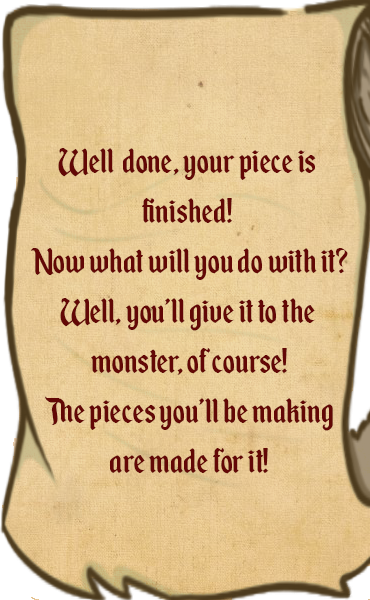 Well done, your piece is
finished!
Now what will you do with it?
Well, you'll give it to the
monster, of course!
The pieces you'll be making
are made for it!